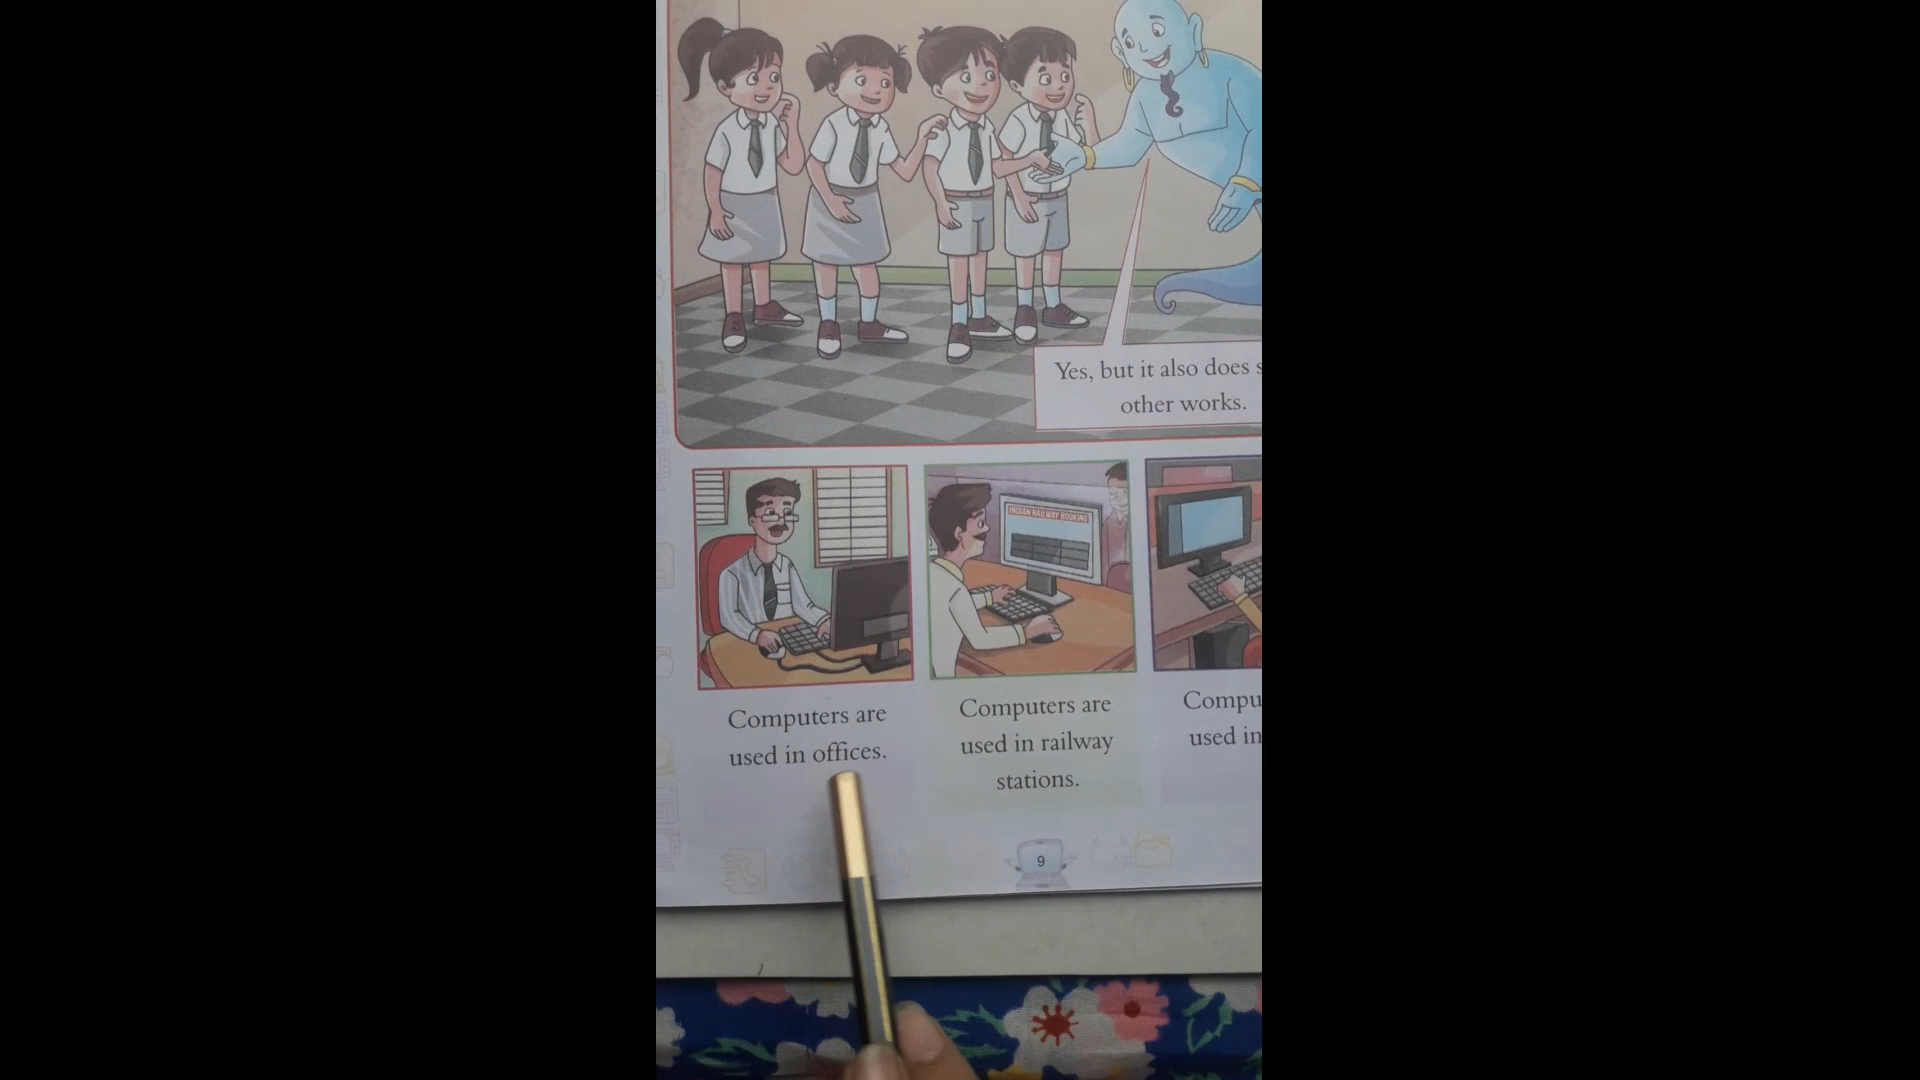 Yes, but it also does
other works.
INDIAN RAILWAY BOOKING
Computers are
used in offices.
Computers are
used in railway
stations.
used in
9